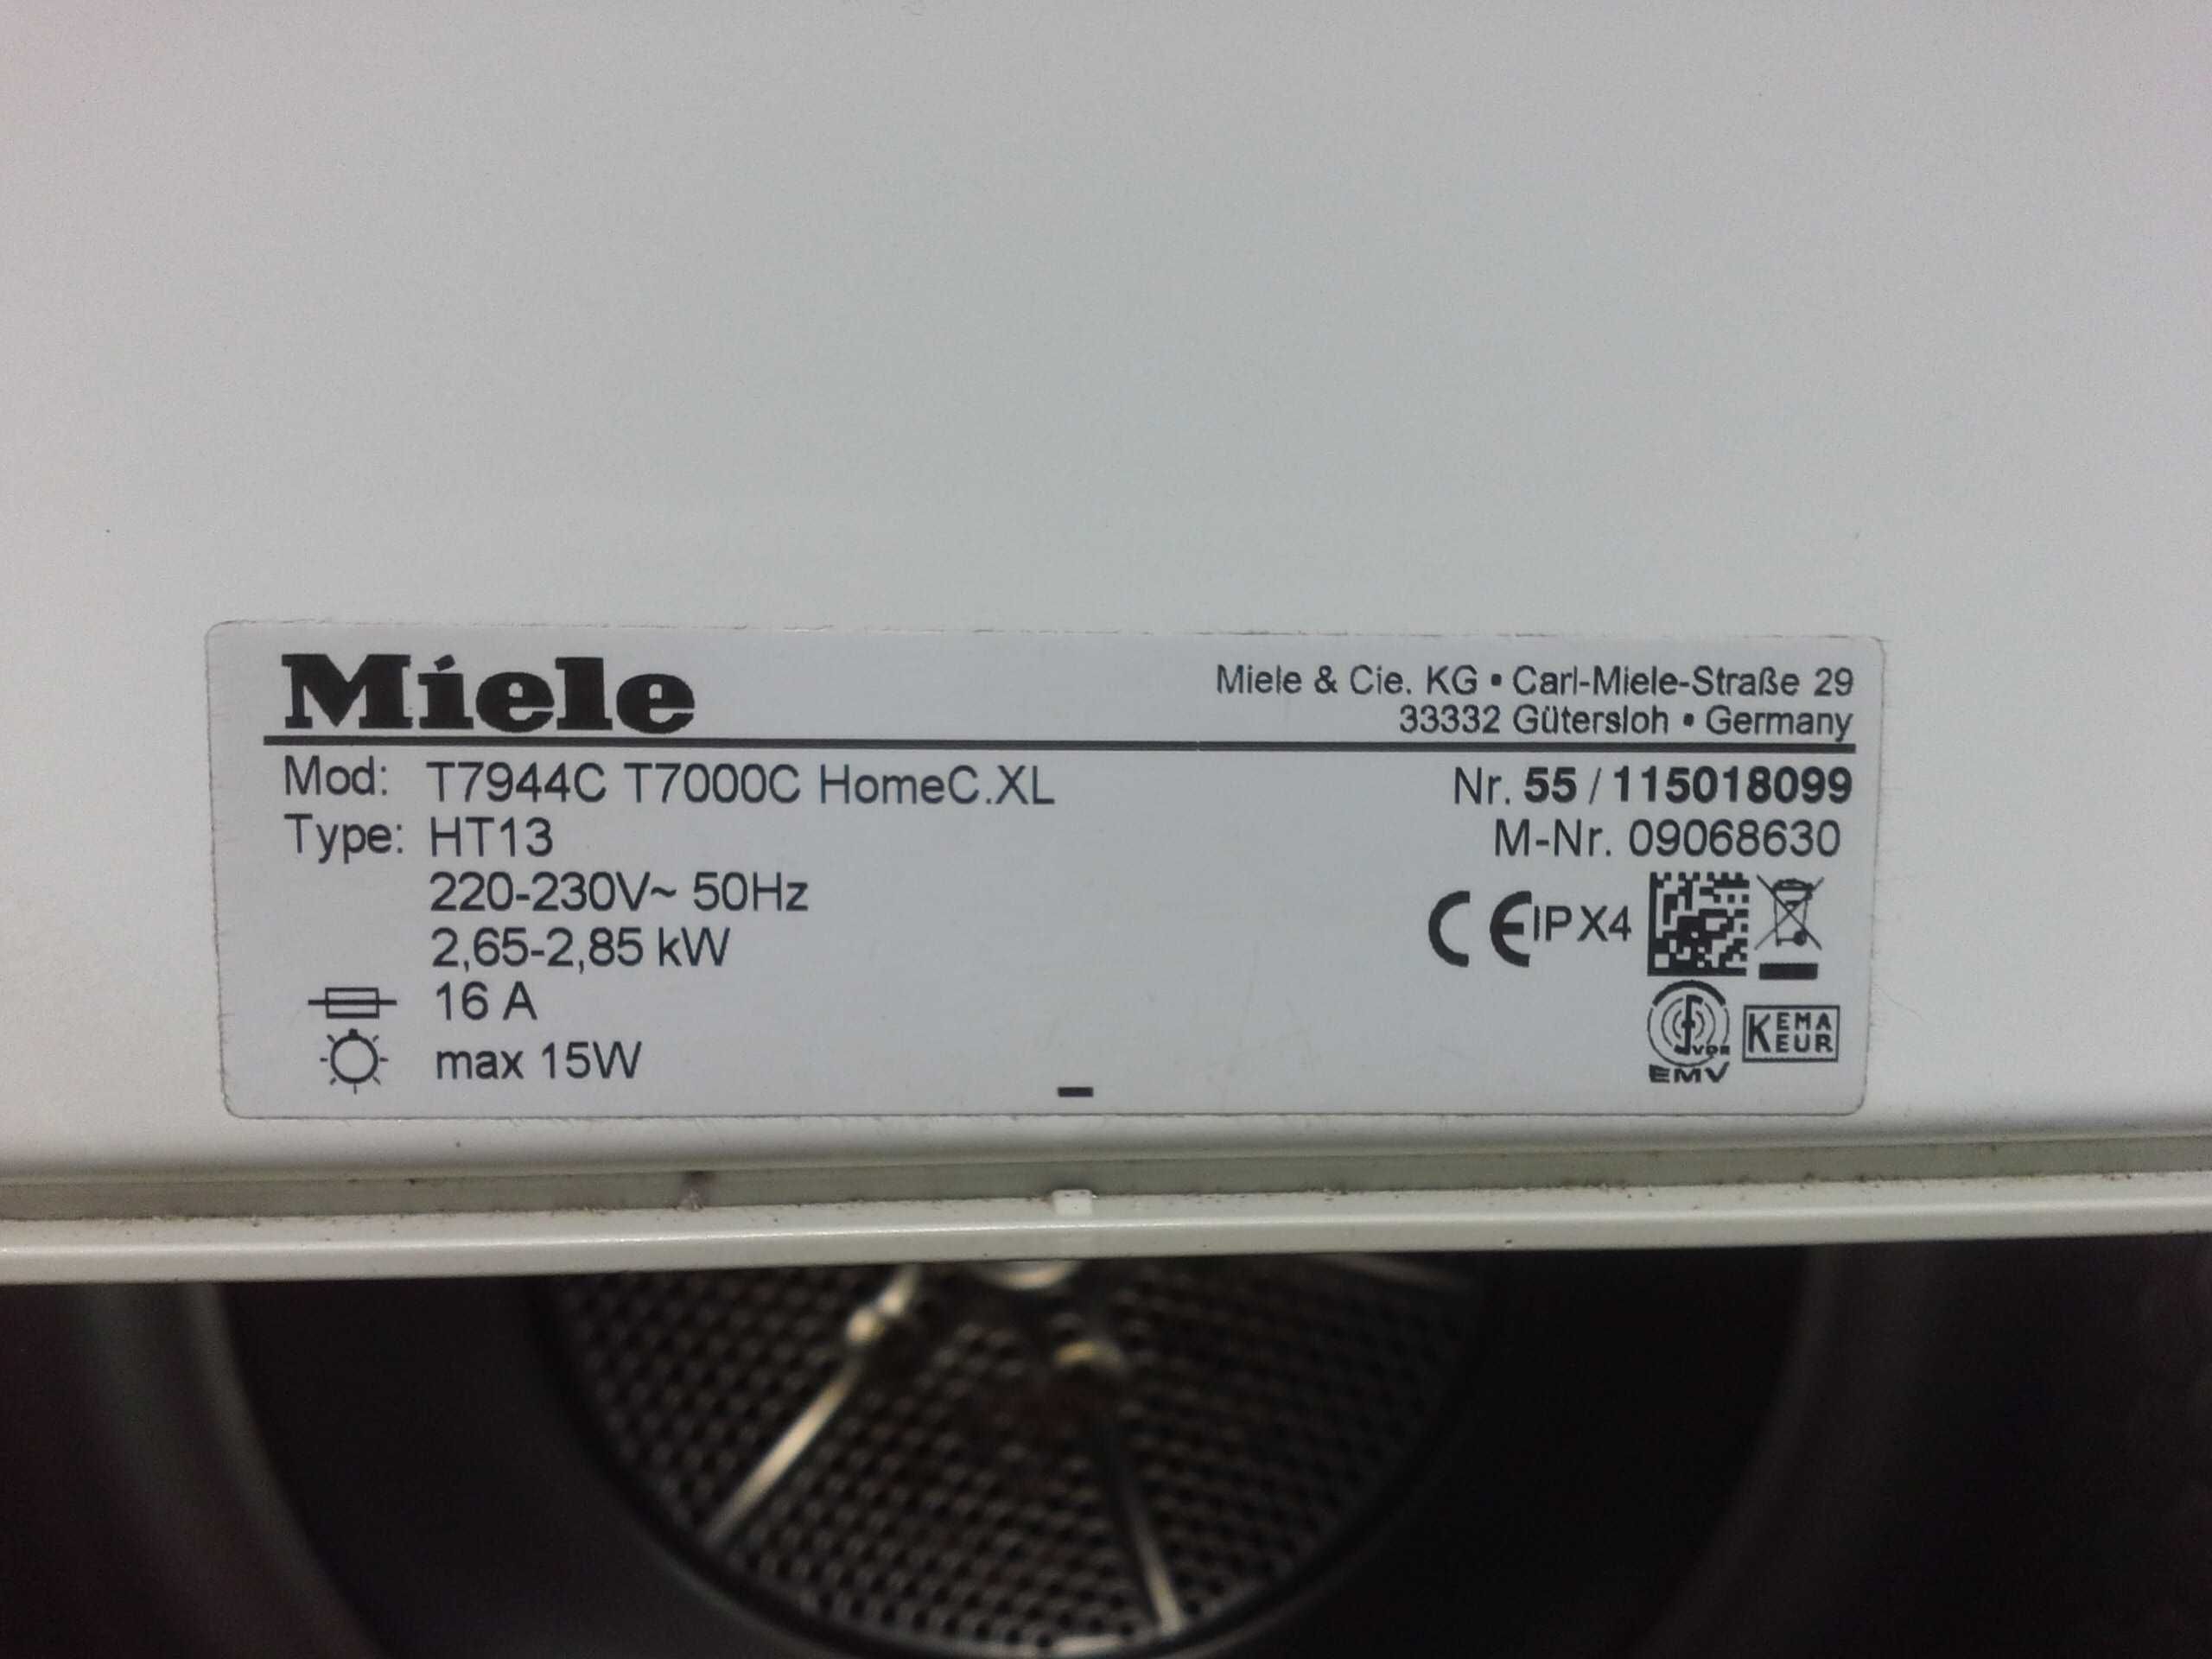 Miele
Miele & Cie. KG • Carl-Miele-Straße 29
33332 Gütersloh • Germany
Mod: T7944C T7000C HomeC.XL
Nr. 55 / 115018099
Type: HT13
M-Nr. 09068630
220-230V~ 50Hz
2,65-2,85 kW
CE IPX4
16 A
max 15W
VDE
EMV
KEMA
EUR